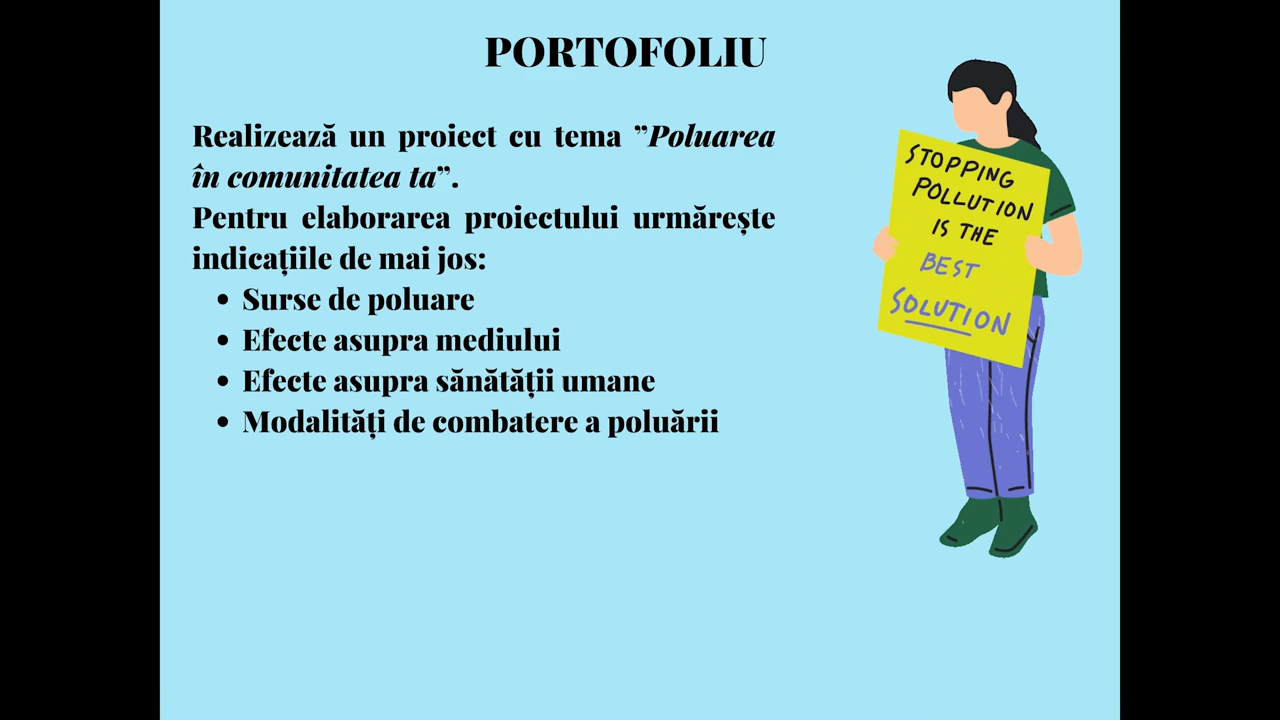 PORTOFOLIU
Realizează un proiect cu tema ”Poluarea
în comunitatea ta”.
Pentru elaborarea proiectului urmărește
indicațiile de mai jos:
• Surse de poluare
• Efecte asupra mediului
• Efecte asupra sănătății umane
• Modalități de combatere a poluării
STOPPING
POLLUTION
IS THE
BEST
SOLUTION